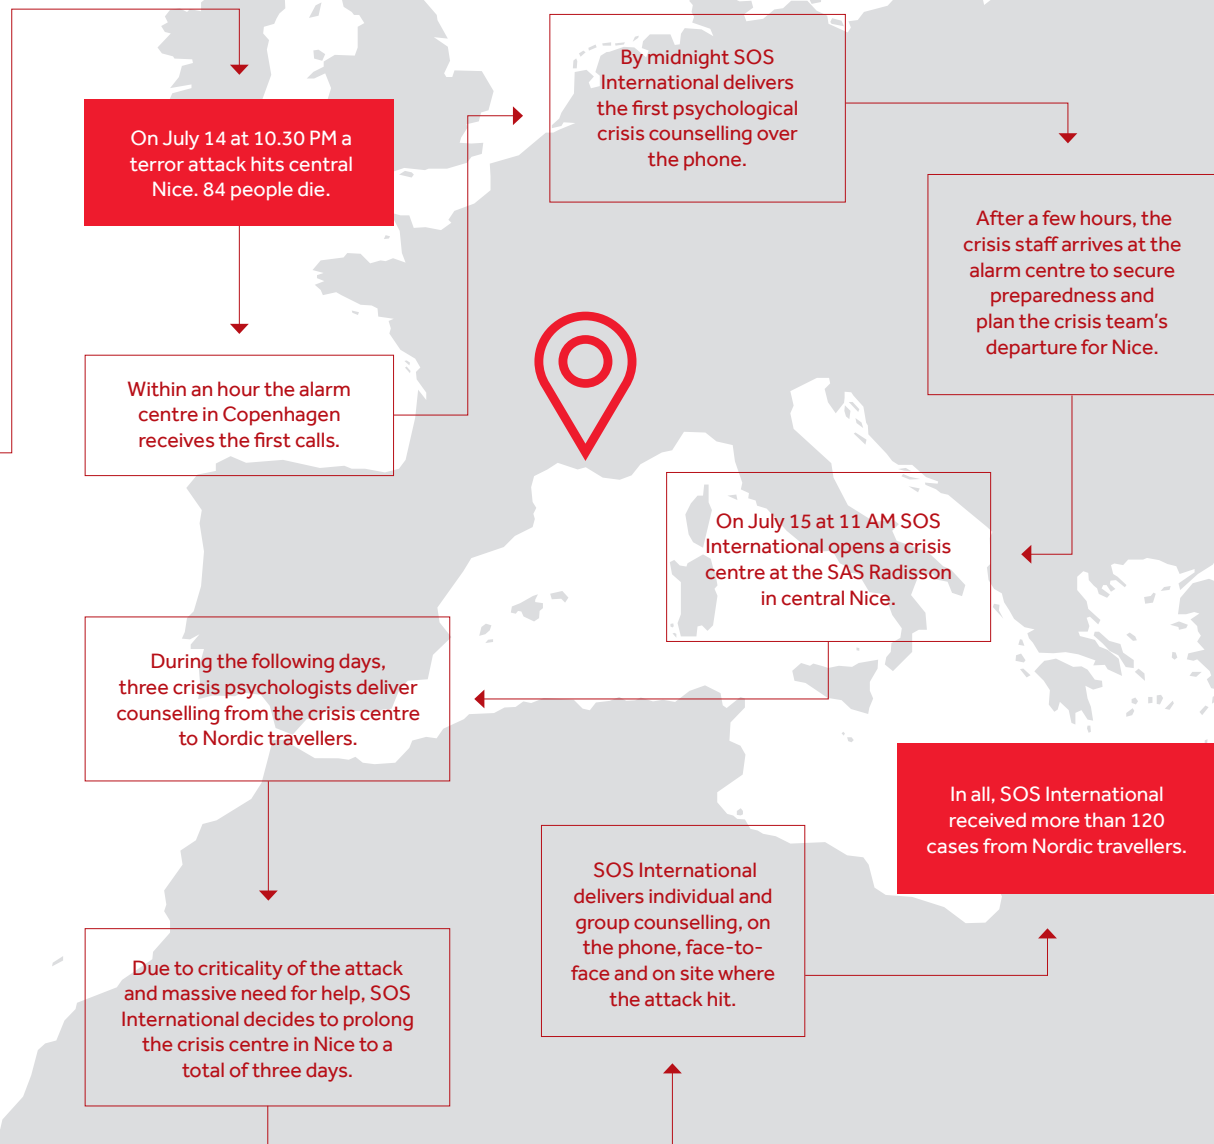 On July 14 at 10.30 PM a
terror attack hits central
Nice. 84 people die.
Within an hour the alarm
centre in Copenhagen
receives the first calls.
By midnight SOS
International delivers
the first psychological
crisis counselling over
the phone.
After a few hours, the
crisis staff arrives at the
alarm centre to secure
preparedness and
plan the crisis team's
departure for Nice.
On July 15 at 11 AM SOS
International opens a crisis
centre at the SAS Radisson
in central Nice.
During the following days,
three crisis psychologists deliver
counselling from the crisis centre
to Nordic travellers.
Due to criticality of the attack
and massive need for help, SOS
International decides to prolong
the crisis centre in Nice to a
total of three days.
SOS International
delivers individual and
group counselling, on
the phone, face-to-
face and on site where
the attack hit.
In all, SOS International
received more than 120
cases from Nordic travellers.